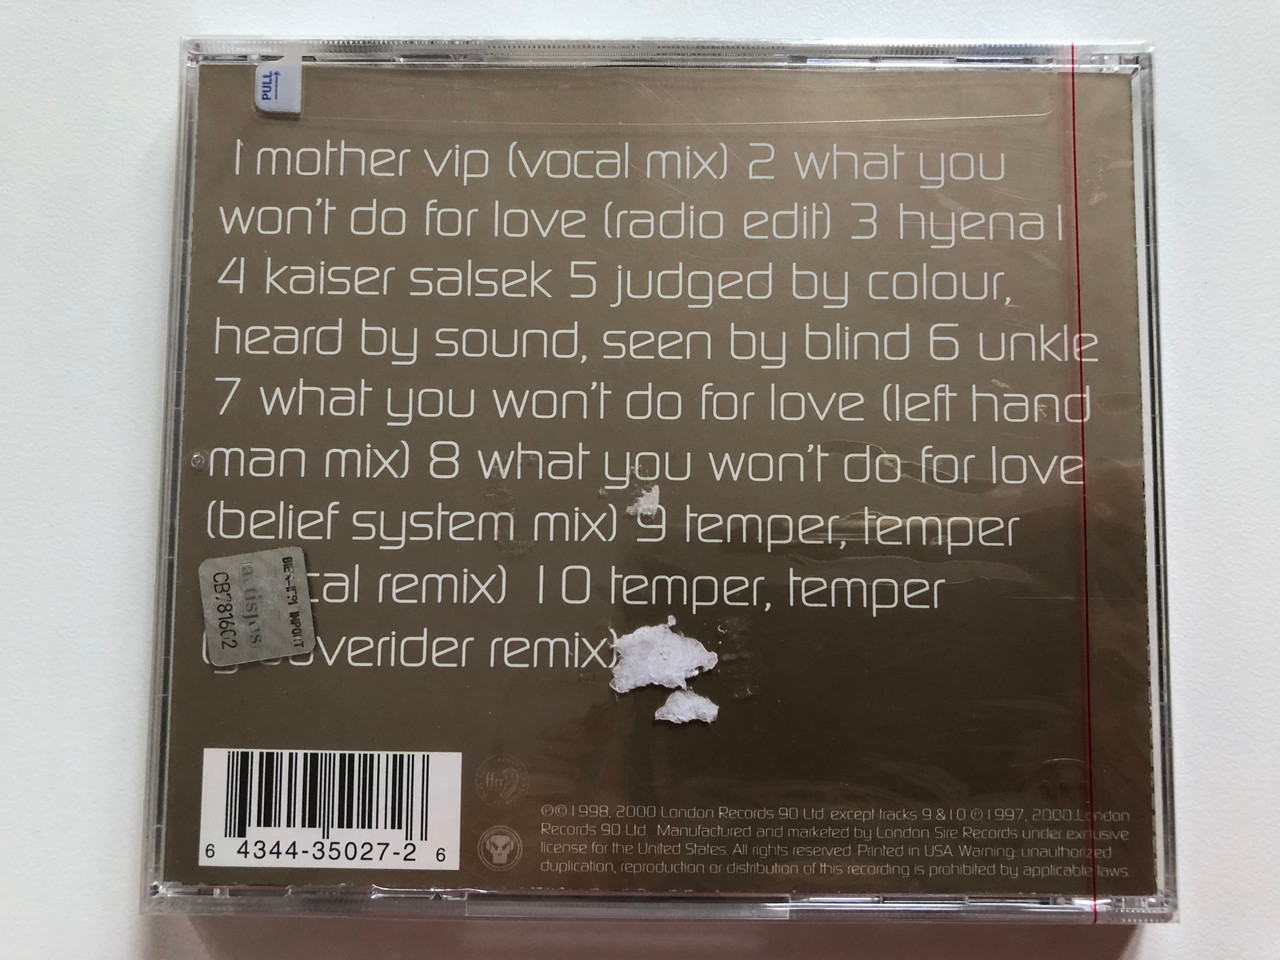 PULL
1 mother vip (vocal mix) 2 what you
won't do for love (radio edit) 3 hyena 1
4 kaiser salsek 5 judged by colour,
heard by sound, seen by blind 6 unkle
7 what you won't do for love (left hand
man mix) 8 what you won't do for love
(belief system mix) 9 temper, temper
cal remix) 10 temper, temper
overider remix)
artisjus
CB781602
IMPORT
ffrr
6 4344-35027-2 6
℗© 1998, 2000 London Records 90 Ltd. except tracks 9 & 10 ℗ 1997, 2000 London
Records 90 Ltd. Manufactured and marketed by London Sire Records under exclusive
license for the United States. All rights reserved. Printed in USA. Warning: unauthorized
duplication, reproduction or distribution of this recording is prohibited by applicable laws.